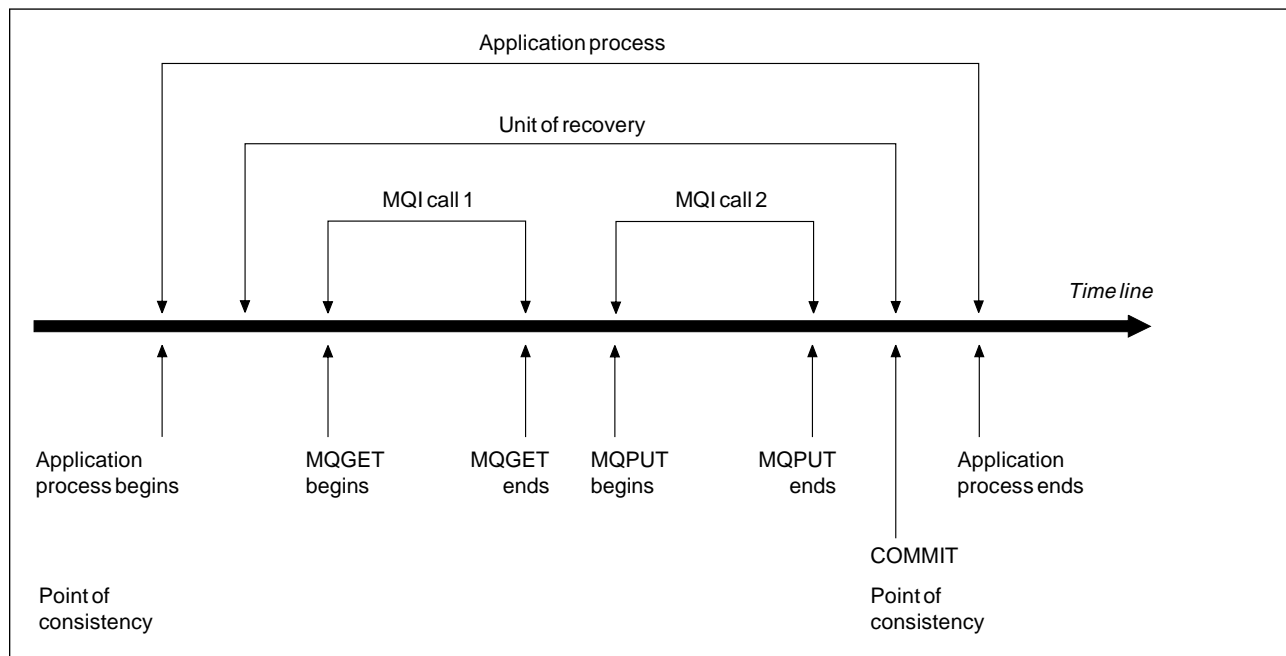 Application process
Unit of recovery
MQI call 1
MQI call 2
Time line
Application
process begins
MQGET
begins
MQGET
ends
MQPUT
begins
MQPUT
ends
Application
process ends
COMMIT
Point of
consistency
Point of
consistency